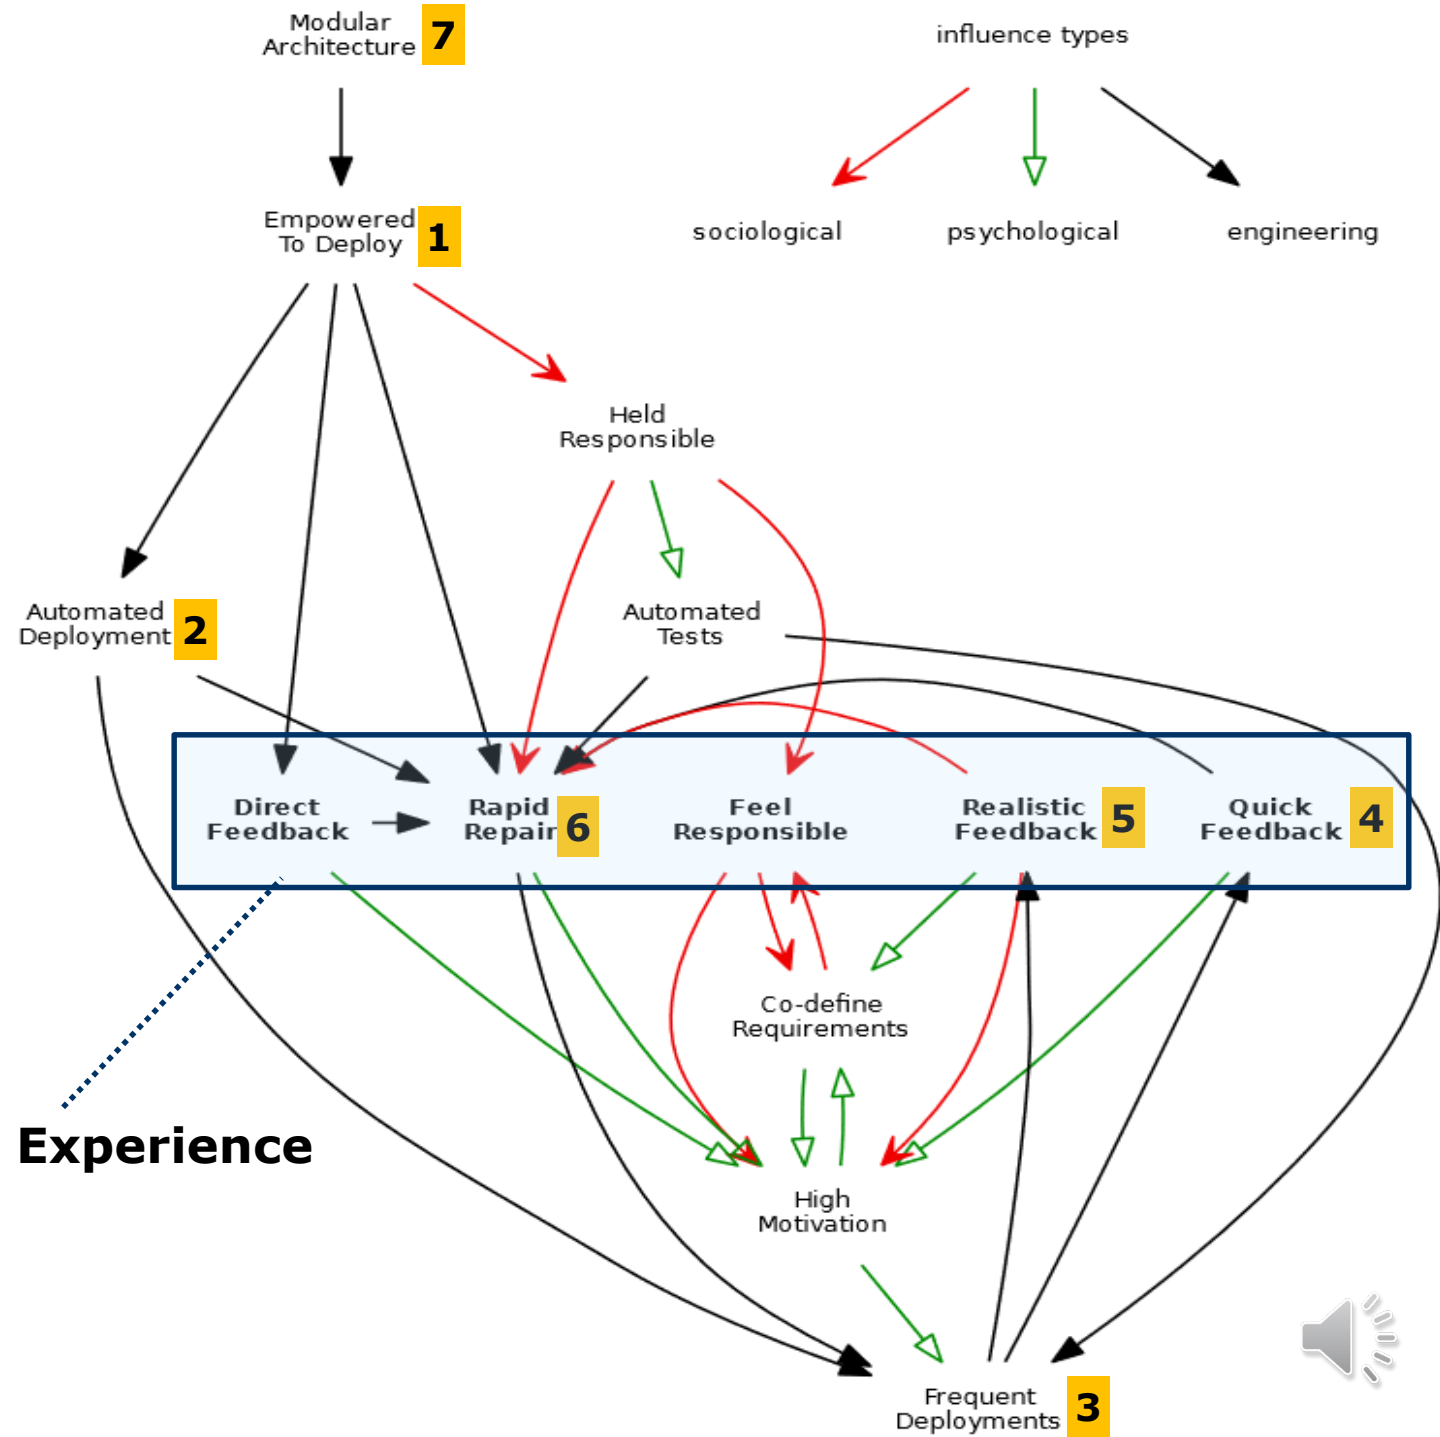 Modular
Architecture
7
influence types
sociological
psychological
engineering
Empowered
To Deploy
1
Held
Responsible
Automated
Deployment
2
Automated
Tests
Direct
Feedback
Rapid
Repair
6
Feel
Responsible
Realistic
Feedback
5
Quick
Feedback
4
Co-define
Requirements
Experience
High
Motivation
Frequent
Deployments
3